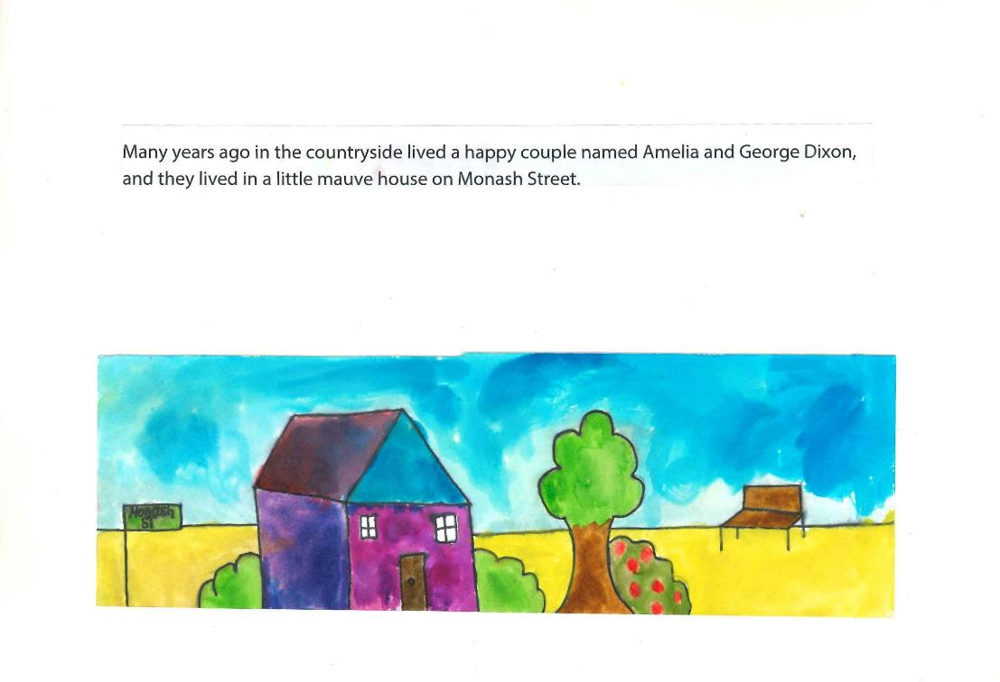 Many years ago in the countryside lived a happy couple named Amelia and George Dixon,
and they lived in a little mauve house on Monash Street.
Monash
St